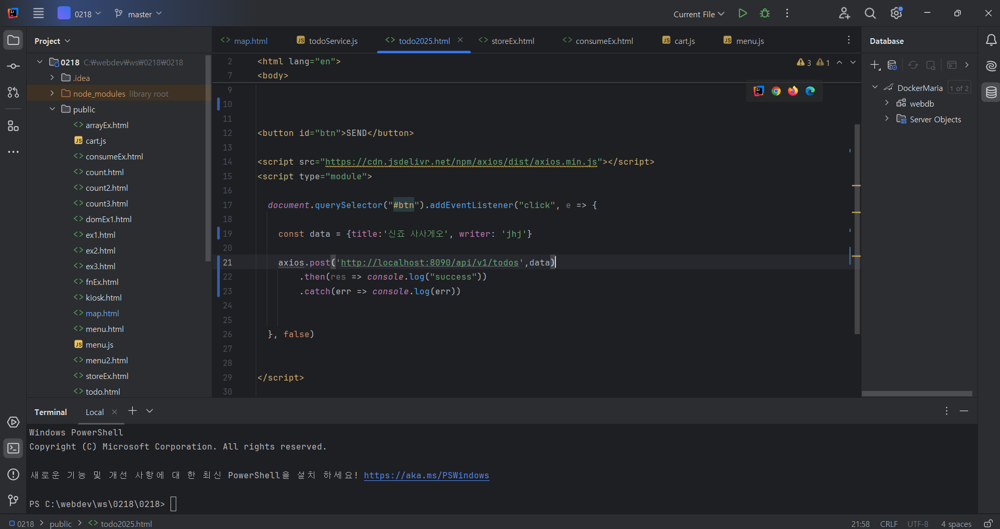 0218
master
Current File
Project
map.html
todoService.js
todo2025.html
storeEx.html
consumeEx.html
cart.js
menu.js
Database
0218 C:₩webdev₩ws₩0218₩0218
.idea
node_modules library root
public
arrayEx.html
cart.js
consumeEx.html
count.html
count2.html
count3.html
domEx1.html
ex1.html
ex2.html
ex3.html
fnEx.html
kiosk.html
map.html
menu.html
menu.js
menu2.html
storeEx.html
todo.html
3 1
2 <html lang="en">
7 <body>
9
10
11
12 <button id="btn">SEND</button>
13
14 <script src="https://cdn.jsdelivr.net/npm/axios/dist/axios.min.js"></script>
15 <script type="module">
16
17 document.querySelector("#btn").addEventListener("click", e => {
18
19 const data = {title:'신죠 사사게오', writer: 'jhj'}
20
21 axios.post('http://localhost:8090/api/v1/todos',data)
22 .then(res => console.log("success"))
23 .catch(err => console.log(err))
24
25
26 }, false)
27
28
29 </script>
30
DockerMaria 1 of 2
webdb
Server Objects
Terminal
Local
Windows PowerShell
Copyright (C) Microsoft Corporation. All rights reserved.
새로운 기능 및 개선 사항에 대 한 최신 PowerShell을 설치 하세요! https://aka.ms/PSWindows
PS C:\webdev\ws\0218\0218>
0218 > public > todo2025.html
21:58 CRLF UTF-8 4 spaces